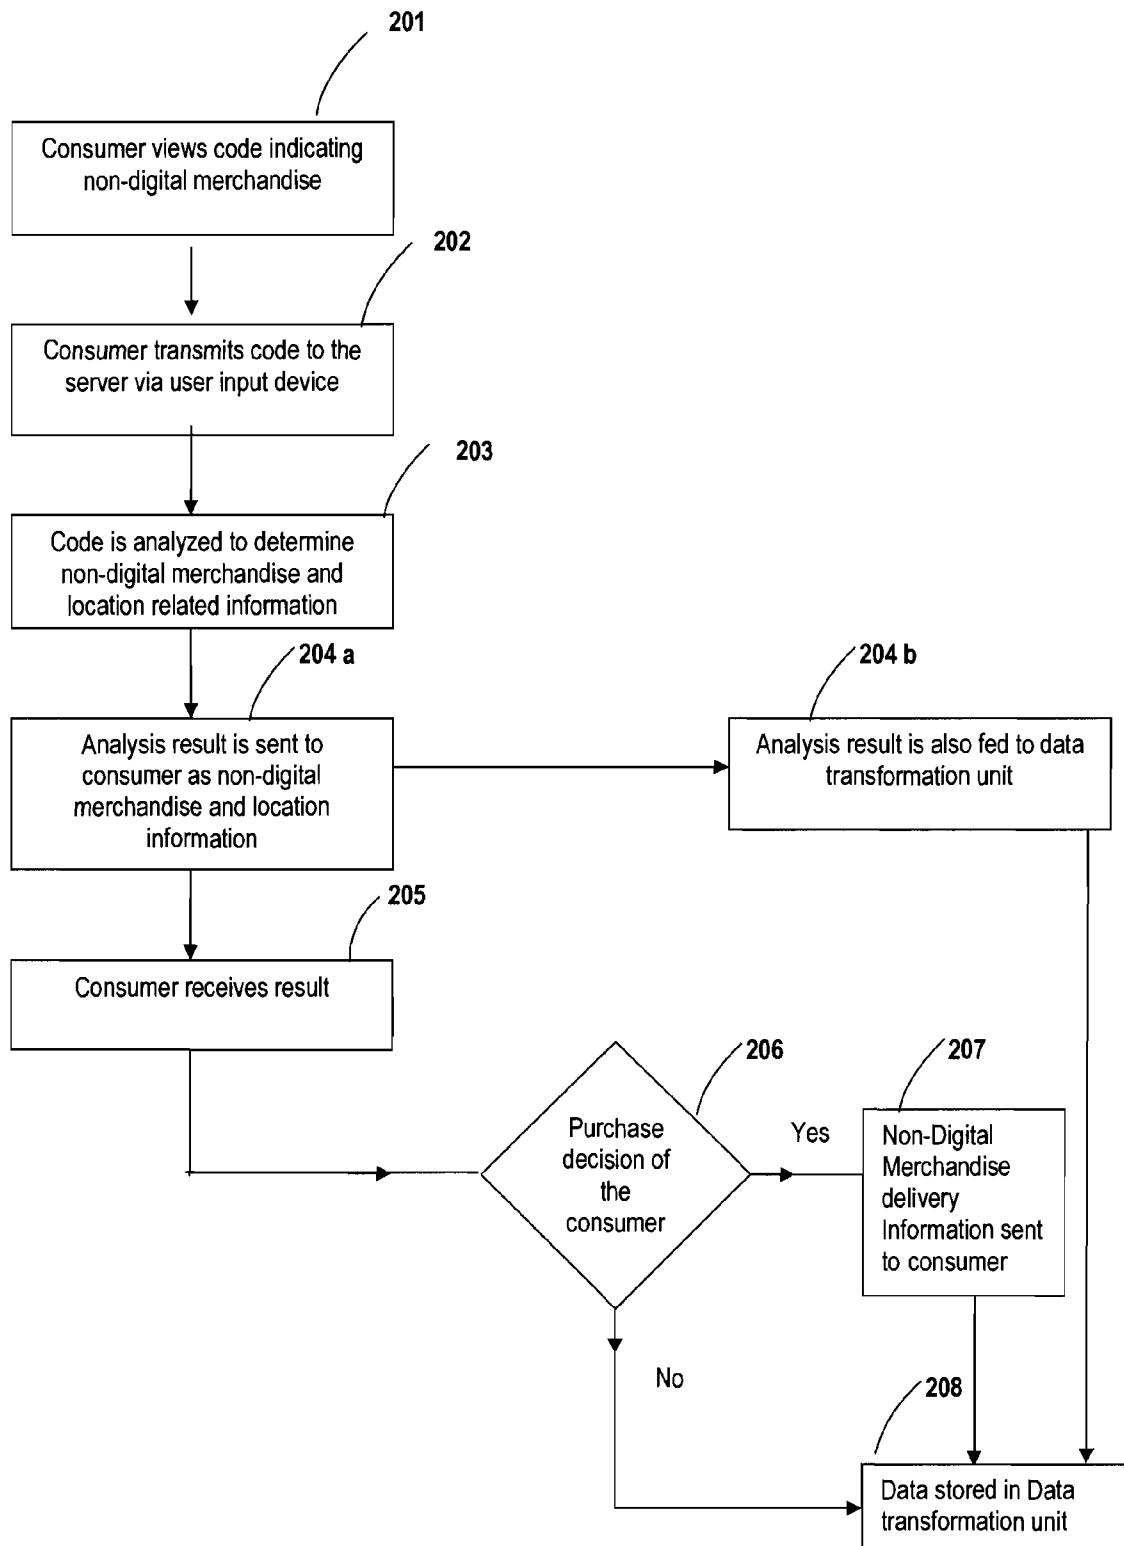 201
Consumer views code indicating
non-digital merchandise
202
Consumer transmits code to the
server via user input device
203
Code is analyzed to determine
non-digital merchandise and
location related information
204 a
204 b
Analysis result is sent to
consumer as non-digital
merchandise and location
information
Analysis result is also fed to data
transformation unit
205
Consumer receives result
206
207
Purchase
decision of
the
consumer
Yes
Non-Digital
Merchandise
delivery
Information sent
to consumer
No
208
Data stored in Data
transformation unit